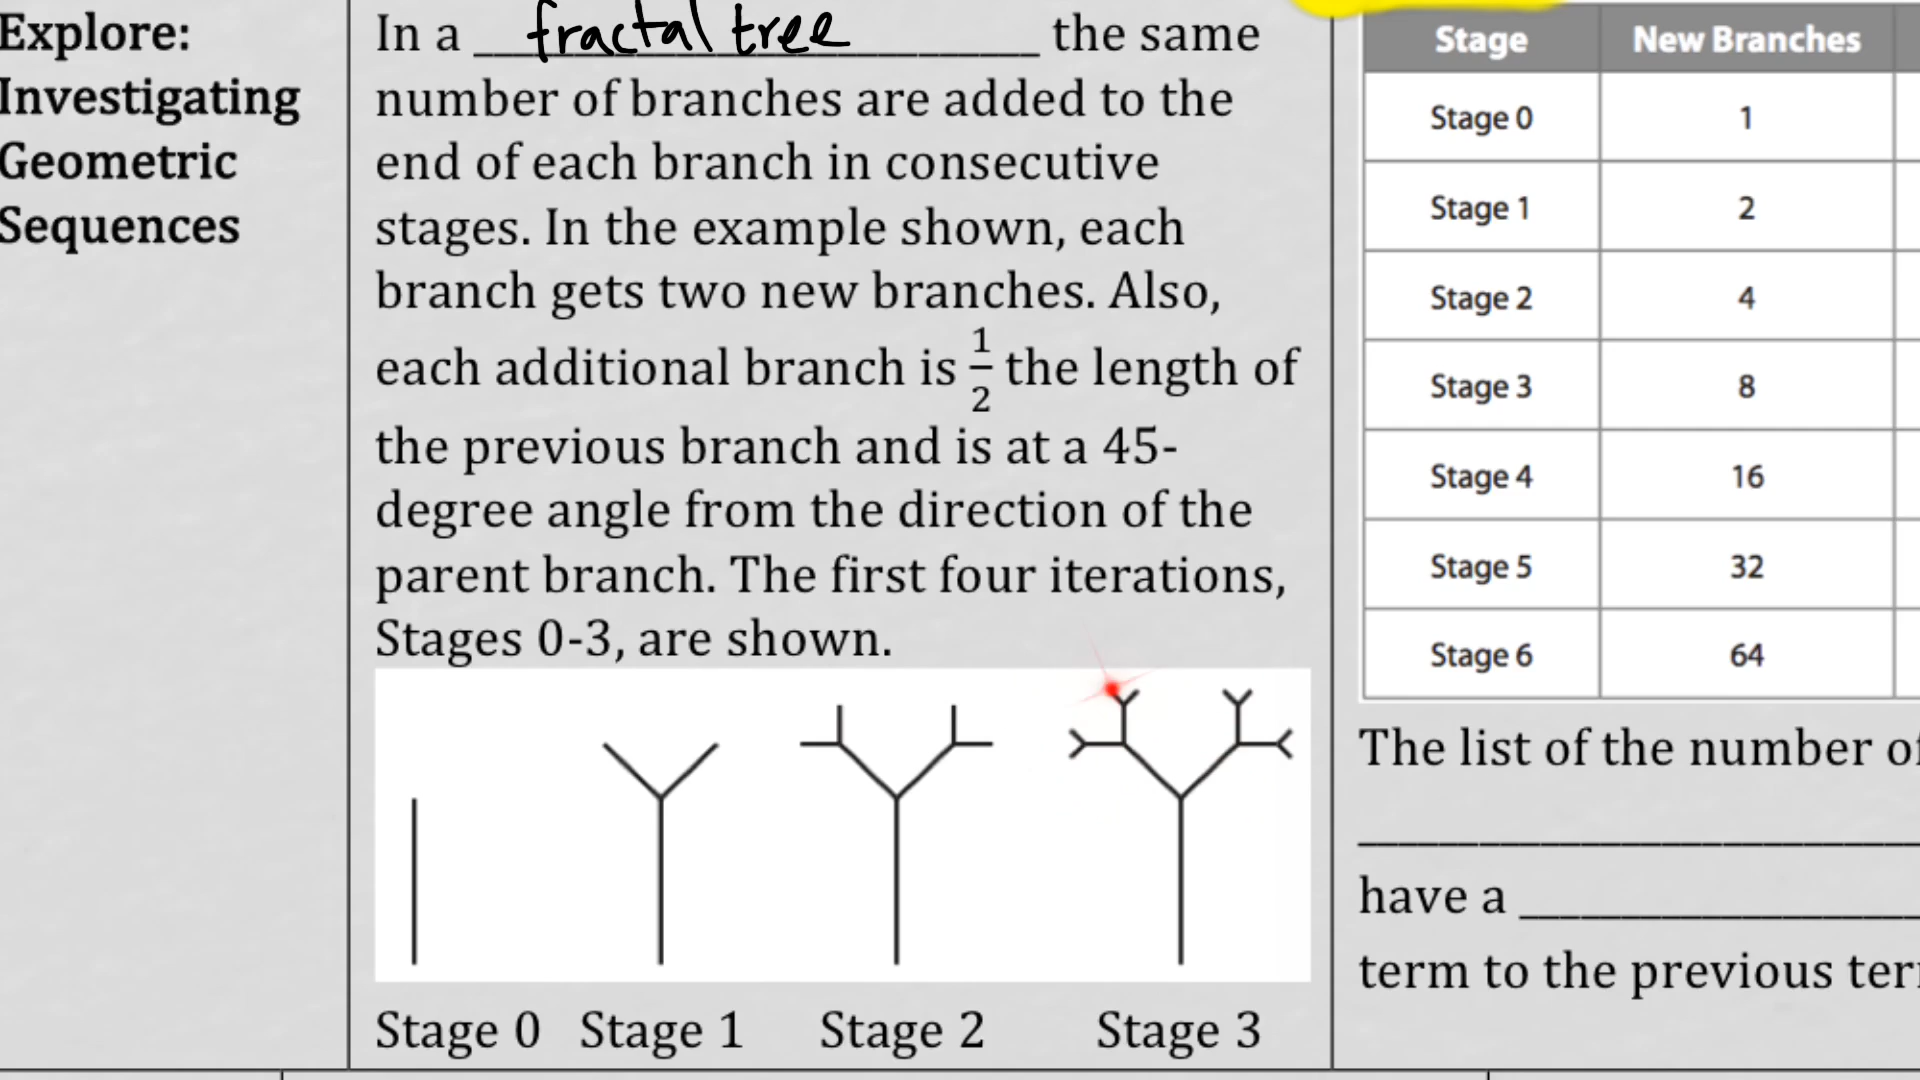 Explore:
Investigating
Geometric
Sequences
In a fractal tree the same
number of branches are added to the
end of each branch in consecutive
stages. In the example shown, each
branch gets two new branches. Also,
each additional branch is 1/2 the length of
the previous branch and is at a 45-
degree angle from the direction of the
parent branch. The first four iterations,
Stages 0-3, are shown.
Stage 0 Stage 1 Stage 2 Stage 3
Stage New Branches
Stage 0 1
Stage 1 2
Stage 2 4
Stage 3 8
Stage 4 16
Stage 5 32
Stage 6 64
The list of the number
have a
term to the previous